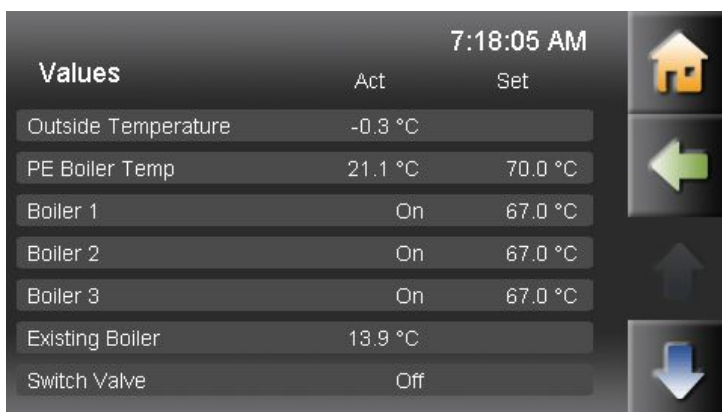 7:18:05 AM
Values Act Set
Outside Temperature -0.3 °C
PE Boiler Temp 21.1 °C 70.0 °C
Boiler 1 On 67.0 °C
Boiler 2 On 67.0 °C
Boiler 3 On 67.0 °C
Existing Boiler 13.9 °C
Switch Valve Off